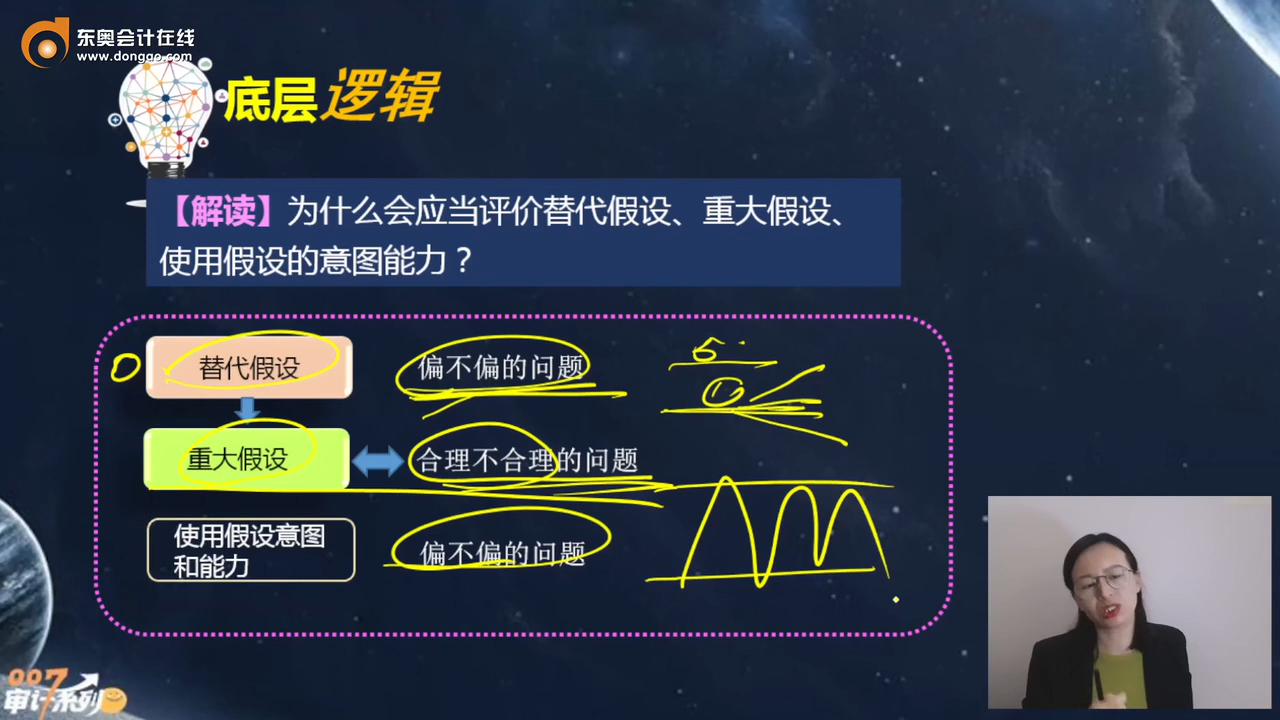 东奥会计在线
www.dongao.com
底层逻辑
【解读】为什么会应当评价替代假设、重大假设、
使用假设的意图能力？
替代假设
偏不偏的问题
重大假设
合理不合理的问题
使用假设意图
和能力
偏不偏的问题
5
①
007
审计系列